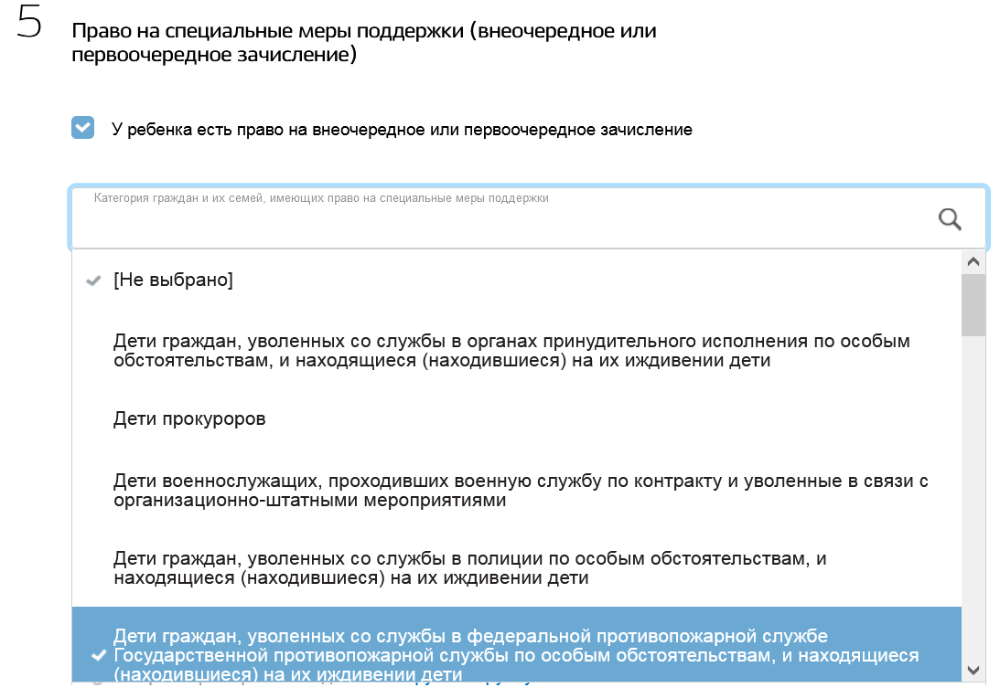 5
Право на специальные меры поддержки (внеочередное или
первоочередное зачисление)
У ребенка есть право на внеочередное или первоочередное зачисление
Категория граждан и их семей, имеющих право на специальные меры поддержки
[Не выбрано]
Дети граждан, уволенных со службы в органах принудительного исполнения по особым
обстоятельствам, и находящиеся (находившиеся) на их иждивении дети
Дети прокуроров
Дети военнослужащих, проходивших военную службу по контракту и уволенные в связи с
организационно-штатными мероприятиями
Дети граждан, уволенных со службы в полиции по особым обстоятельствам, и
находящиеся (находившиеся) на их иждивении дети
Дети граждан, уволенных со службы в федеральной противопожарной службе
Государственной противопожарной службы по особым обстоятельствам, и находящиеся
(находившиеся) на их иждивении дети